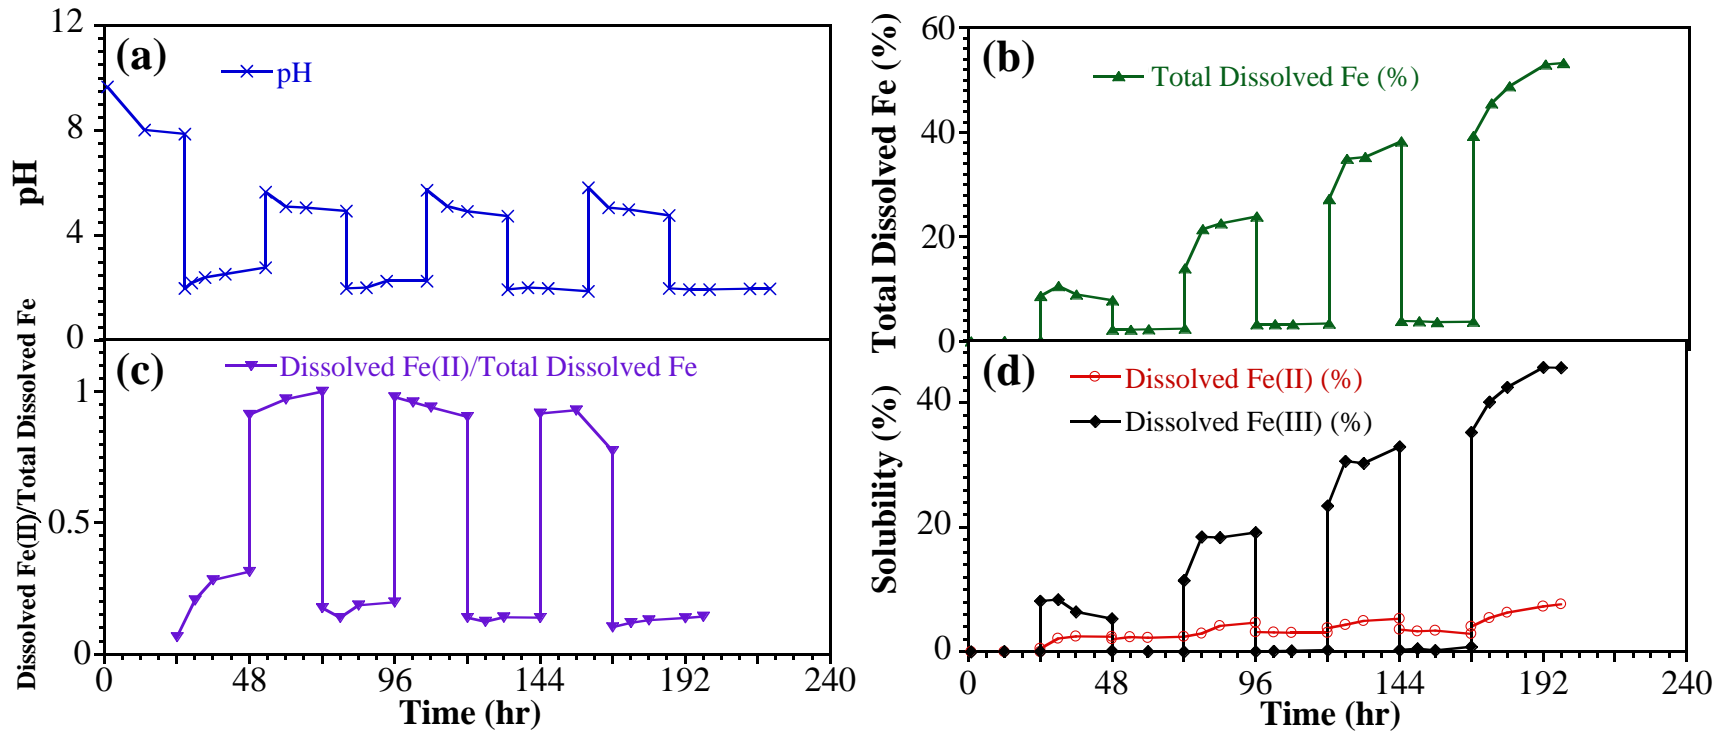 12
8
4
0
pH
(a)
pH
60
40
20
0
Total Dissolved Fe (%)
(b)
Total Dissolved Fe (%)
1
0.5
0
Dissolved Fe(II)/Total Dissolved Fe
(c)
Dissolved Fe(II)/Total Dissolved Fe
0 48 96 144 192 240
Time (hr)
40
20
0
Solubility (%)
(d)
Dissolved Fe(II) (%)
Dissolved Fe(III) (%)
0 48 96 144 192 240
Time (hr)